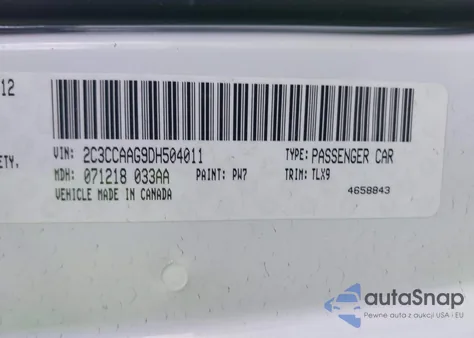 12
VIN: 2C3CCAAG9DH504011 TYPE: PASSENGER CAR
ETY. MDH: 071218 033AA PAINT: PW7 TRIM: TLX9
VEHICLE MADE IN CANADA 4658843
autoSnap
Pewne auta z aukcji USA i EU